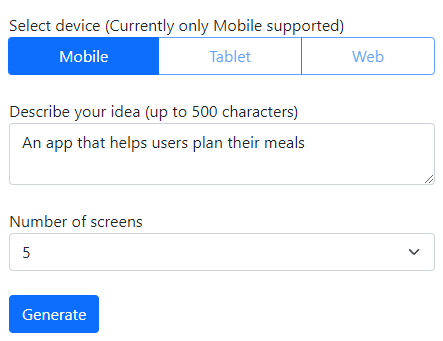 Select device (Currently only Mobile supported)
Mobile Tablet Web
Describe your idea (up to 500 characters)
An app that helps users plan their meals
Number of screens
5
Generate